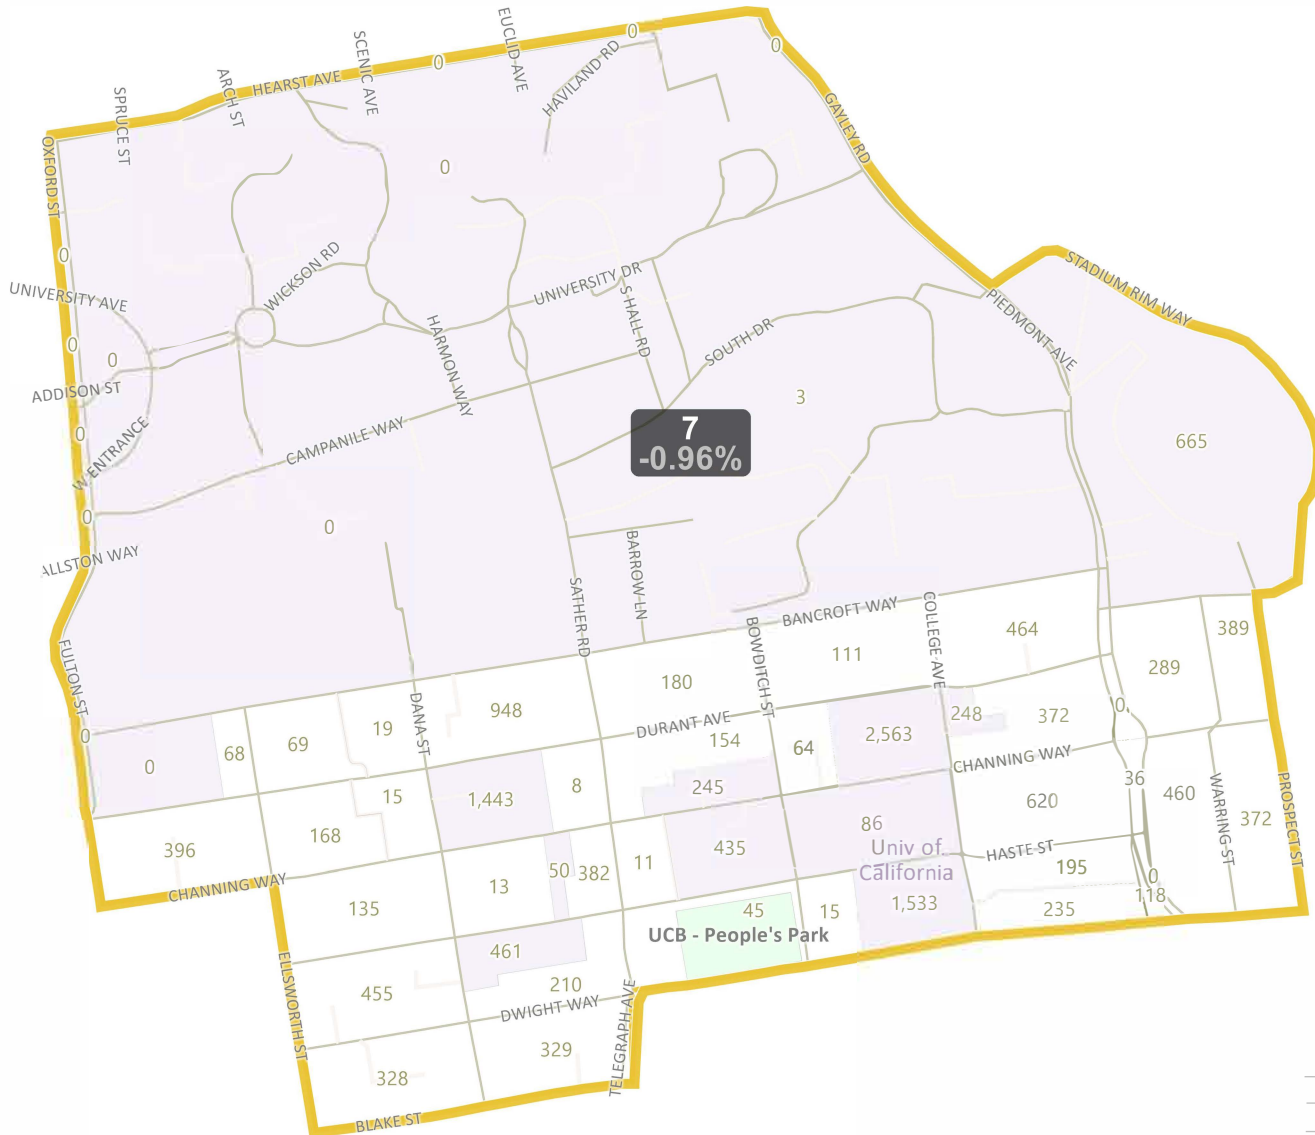 EUCLID AVE
0
0
SCENIC AVE
HAVILAND RD
0
ARCH ST
HEARST AVE
SPRUCE ST
GAYLEY RD
OXFORD ST
0
0
WICKSON RD
UNIVERSITY DR
STADIUM RIM WAY
UNIVERSITY AVE
S HALL RD
PIEDMONT AVE
HARMON WAY
SOUTH DR
0
0
ADDISON ST
3
7
-0.96%
0
W ENTRANCE
CAMPANILE WAY
665
0
0
ALLSTON WAY
BARROW LN
SATHER RD
BANCROFT WAY
COLLEGE AVE
BOWDITCH ST
464
389
FULTON ST
111
289
180
DANA ST
948
19
0
DURANT AVE
248
372
0
69
68
154
64
2,563
0
CHANNING WAY
36
15
1,443
8
245
620
460
WARRING ST
PROSPECT ST
372
396
168
435
86
Univ of
California
HASTE ST
11
50
382
195
0
118
CHANNING WAY
13
135
45
15
1,533
235
UCB - People's Park
461
455
210
ELLSWORTH ST
DWIGHT WAY
TELEGRAPH AVE
329
328
BLAKE ST